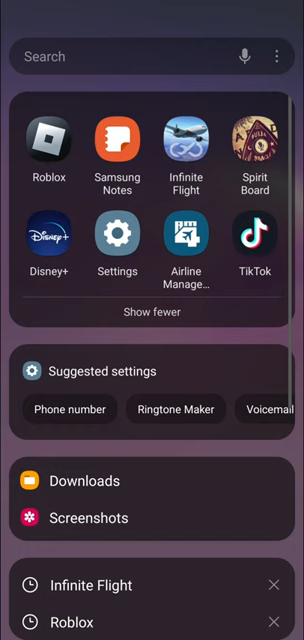 Search
Roblox
Samsung
Notes
Infinite
Flight
Spirit
Board
Disney+
Disney+
Settings
Airline
Manage...
TikTok
Show fewer
Suggested settings
Phone number
Ringtone Maker
Voicemail
Downloads
Screenshots
Infinite Flight
Roblox